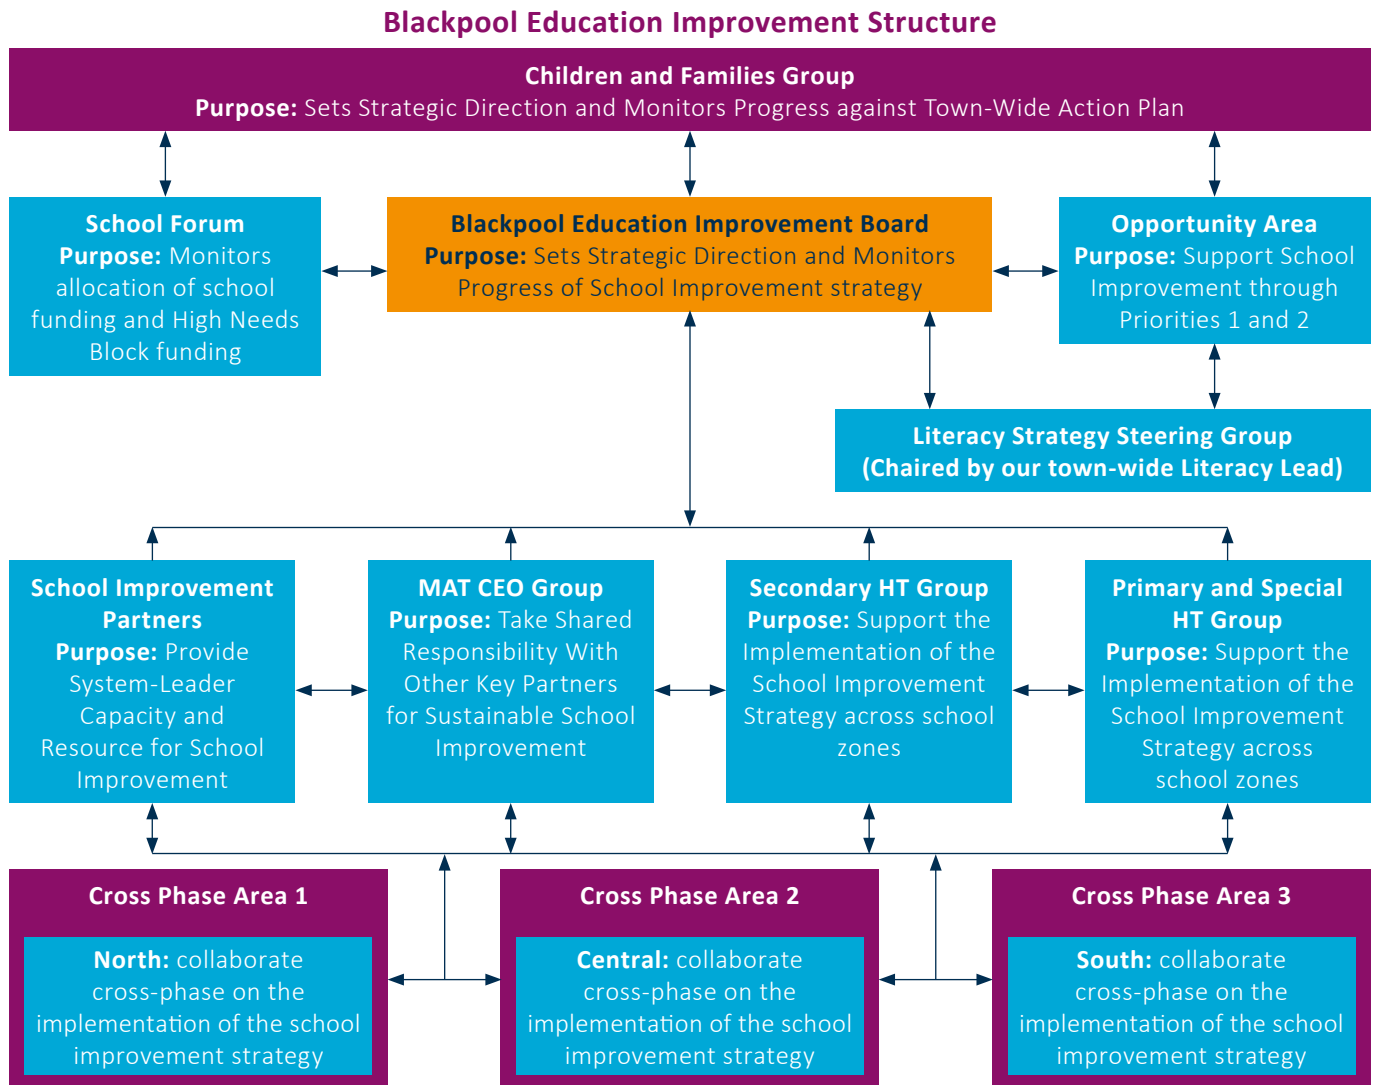 Blackpool Education Improvement Structure
Children and Families Group
Purpose: Sets Strategic Direction and Monitors Progress against Town-Wide Action Plan
School Forum
Purpose: Monitors
allocation of school
funding and High Needs
Block funding
Blackpool Education Improvement Board
Purpose: Sets Strategic Direction and Monitors
Progress of School Improvement strategy
Opportunity Area
Purpose: Support School
Improvement through
Priorities 1 and 2
Literacy Strategy Steering Group
(Chaired by our town-wide Literacy Lead)
School Improvement
Partners
Purpose: Provide
System-Leader
Capacity and
Resource for School
Improvement
MAT CEO Group
Purpose: Take Shared
Responsibility With
Other Key Partners
for Sustainable School
Improvement
Secondary HT Group
Purpose: Support the
Implementation of the
School Improvement
Strategy across school
zones
Primary and Special
HT Group
Purpose: Support the
Implementation of the
School Improvement
Strategy across
school zones
Cross Phase Area 1
North: collaborate
cross-phase on the
implementation of the school
improvement strategy
Cross Phase Area 2
Central: collaborate
cross-phase on the
implementation of the school
improvement strategy
Cross Phase Area 3
South: collaborate
cross-phase on the
implementation of the school
improvement strategy